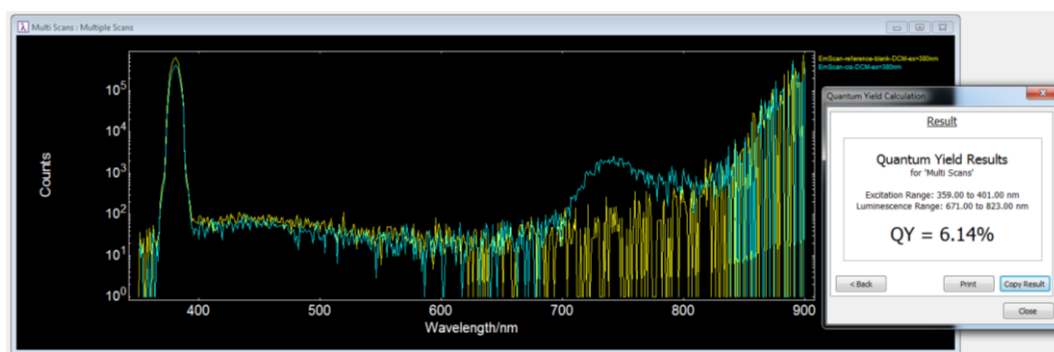 Multi Scans : Multiple Scans
EmScan-reference-blank-DCM-ex=380nm
EmScan-cis-DCM-ex=380nm
10⁵
10⁴
10³
10²
10¹
10⁰
Counts
400 500 600 700 800 900
Wavelength/nm
Quantum Yield Calculation
Result
Quantum Yield Results
for 'Multi Scans'
Excitation Range: 359.00 to 401.00 nm
Luminescence Range: 671.00 to 823.00 nm
QY = 6.14%
< Back Print Copy Result
Close